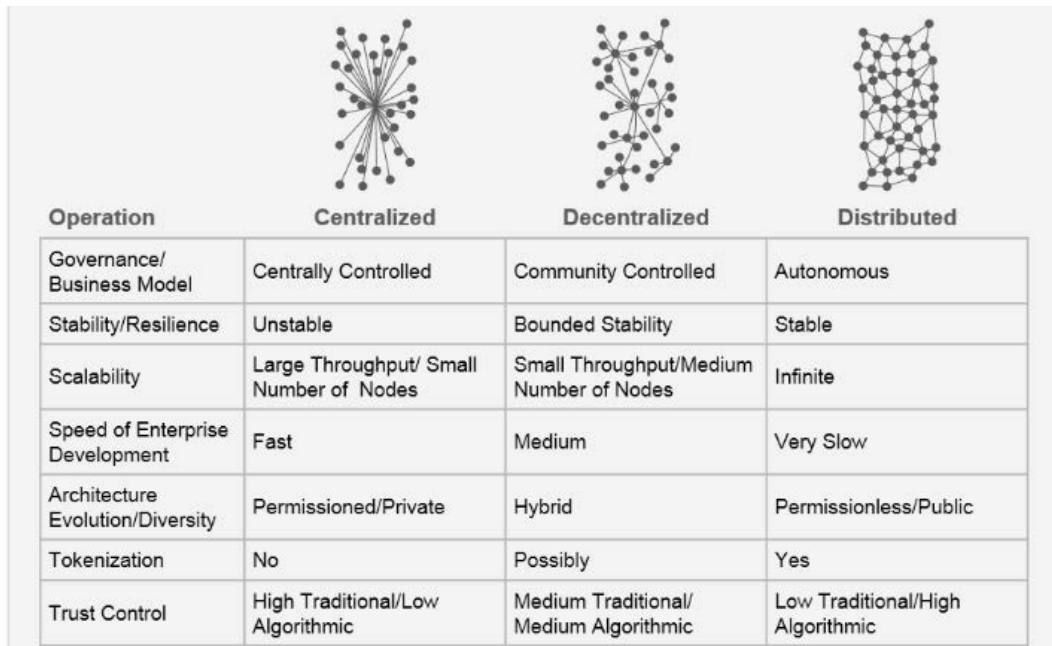 Operation Centralized Decentralized Distributed
Governance/
Business Model
Centrally Controlled
Community Controlled
Autonomous
Stability/Resilience
Unstable
Bounded Stability
Stable
Scalability
Large Throughput/ Small
Number of Nodes
Small Throughput/Medium
Number of Nodes
Infinite
Speed of Enterprise
Development
Fast
Medium
Very Slow
Architecture
Evolution/Diversity
Permissioned/Private
Hybrid
Permissionless/Public
Tokenization
No
Possibly
Yes
Trust Control
High Traditional/Low
Algorithmic
Medium Traditional/
Medium Algorithmic
Low Traditional/High
Algorithmic